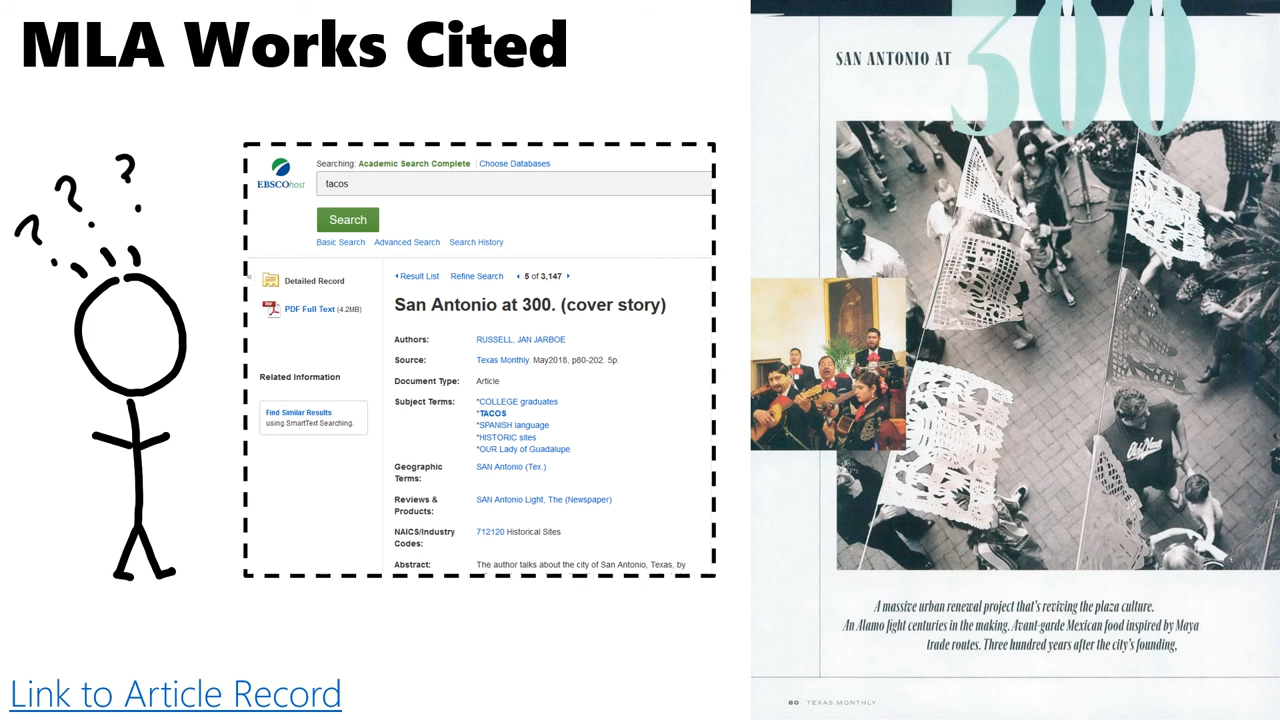 MLA Works Cited
? ? ?
EBSCOhost
Searching: Academic Search Complete | Choose Databases
tacos
Search
Basic Search Advanced Search Search History
«
Detailed Record
PDF PDF Full Text (4.2MB)
Related Information
Find Similar Results
using SmartText Searching.
Result List Refine Search 5 of 3,147
San Antonio at 300. (cover story)
Authors: RUSSELL, JAN JARBOE
Source: Texas Monthly. May2018, p80-202. 5p.
Document Type: Article
Subject Terms: *COLLEGE graduates
*TACOS
*SPANISH language
*HISTORIC sites
*OUR Lady of Guadalupe
Geographic Terms: SAN Antonio (Tex.)
Reviews & Products: SAN Antonio Light, The (Newspaper)
NAICS/Industry Codes: 712120 Historical Sites
Abstract: The author talks about the city of San Antonio, Texas, by
Link to Article Record
SAN ANTONIO AT 300
A massive urban renewal project that's reviving the plaza culture.
An Alamo fight centuries in the making. Avant-garde Mexican food inspired by Maya
trade routes. Three hundred years after the city's founding,
80 TEXAS MONTHLY